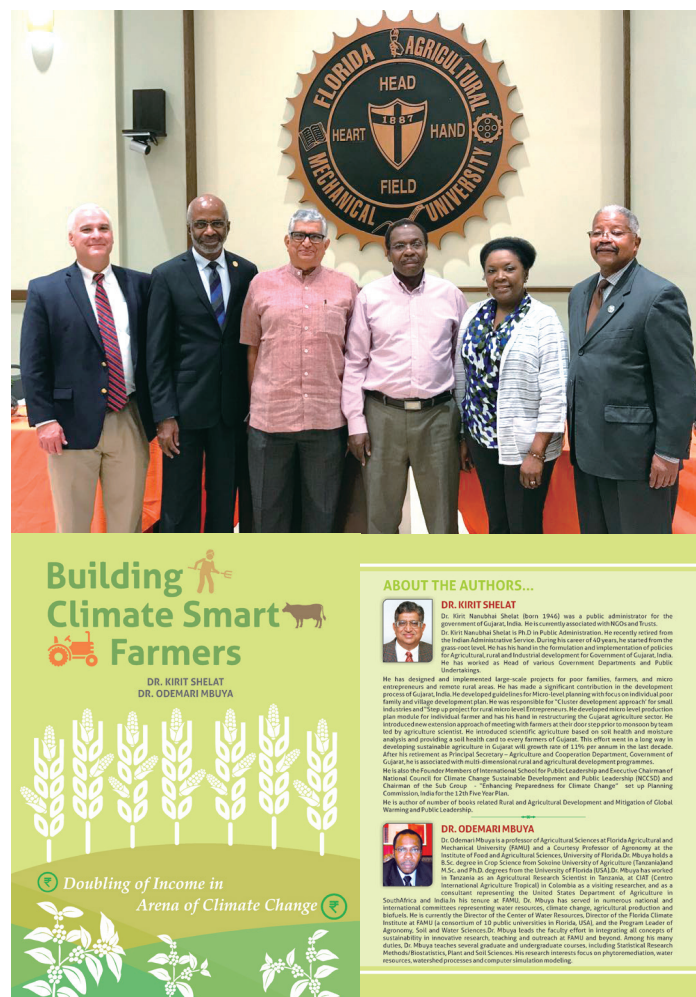 FLORIDA AGRICULTURAL
HEAD
1887
HEART HAND
FIELD
MECHANICAL UNIVERSITY
Building
Climate Smart
Farmers
DR. KIRIT SHELAT
DR. ODEMARI MBUYA
₹ Doubling of Income in
Arena of Climate Change ₹
ABOUT THE AUTHORS...
DR. KIRIT SHELAT
Dr. Kirit Nanubhai Shelat (born 1946) was a public administrator for the
government of Gujarat, India. He is currently associated with NGOs and Trusts.
Dr. Kirit Nanubhai Shelat is Ph.D in Public Administration. He recently retired from
the Indian Administrative Service. During his career of 40 years, he started from the
grass-root level. He has his hand in the formulation and implementation of policies
for Agricultural, rural and Industrial development for Government of Gujarat, India.
He has worked as Head of various Government Departments and Public
Undertakings.
He has designed and implemented large-scale projects for poor families, farmers, and micro
entrepreneurs and remote rural areas. He has made a significant contribution in the development
process of Gujarat, India. He developed guidelines for Micro-level planning with focus on individual poor
family and village development plan. He was responsible for "Cluster development approach' for small
industries and "Step up project for rural micro level Entrepreneurs. He developed micro level production
plan module for individual farmer and has his hand in restructuring the Gujarat agriculture sector. He
introduced new extension approach of meeting with farmers at their door step prior to monsoon by team
led by agriculture scientist. He introduced scientific agriculture based on soil health and moisture
analysis and providing a soil health card to every farmers of Gujarat. This effort went in a long way in
developing sustainable agriculture in Gujarat will growth rate of 11% per annum in the last decade.
After his retirement as Principal Secretary – Agriculture and Cooperation Department, Government of
Gujarat, he is associated with multi-dimensional rural and agricultural development programmes.
He is also the Founder Members of International School for Public Leadership and Executive Chairman of
National Council for Climate Change Sustainable Development and Public Leadership (NCCSD) and
Chairman of the Sub Group - "Enhancing Preparedness for Climate Change" set up Planning
Commission, India for the 12th Five Year Plan.
He is author of number of books related Rural and Agricultural Development and Mitigation of Global
Warming and Public Leadership.
DR. ODEMARI MBUYA
Dr. Odemari Mbuya is a professor of Agricultural Sciences at Florida Agricultural and
Mechanical University (FAMU) and a Courtesy Professor of Agronomy at the
Institute of Food and Agricultural Sciences, University of Florida.Dr. Mbuya holds a
B.Sc. degree in Crop Science from Sokoine University of Agriculture (Tanzania)and
M.Sc. and Ph.D. degrees from the University of Florida (USA).Dr. Mbuya has worked
in Tanzania as an Agricultural Research Scientist in Tanzania, at CIAT (Centro
International Agriculture Tropical) in Colombia as a visiting researcher, and as a
consultant representing the United States Department of Agriculture in
SouthAfrica and India.In his tenure at FAMU, Dr. Mbuya has served in numerous national and
international committees representing water resources, climate change, agricultural production and
biofuels. He is currently the Director of the Center of Water Resources, Director of the Florida Climate
Institute at FAMU (a consortium of 10 public universities in Florida, USA), and the Program Leader of
Agronomy, Soil and Water Sciences.Dr. Mbuya leads the faculty effort in integrating all concepts of
sustainability in innovative research, teaching and outreach at FAMU and beyond. Among his many
duties, Dr. Mbuya teaches several graduate and undergraduate courses, including Statistical Research
Methods/Biostatistics, Plant and Soil Sciences. His research interests focus on phytoremediation, water
resources, watershed processes and computer simulation modeling.